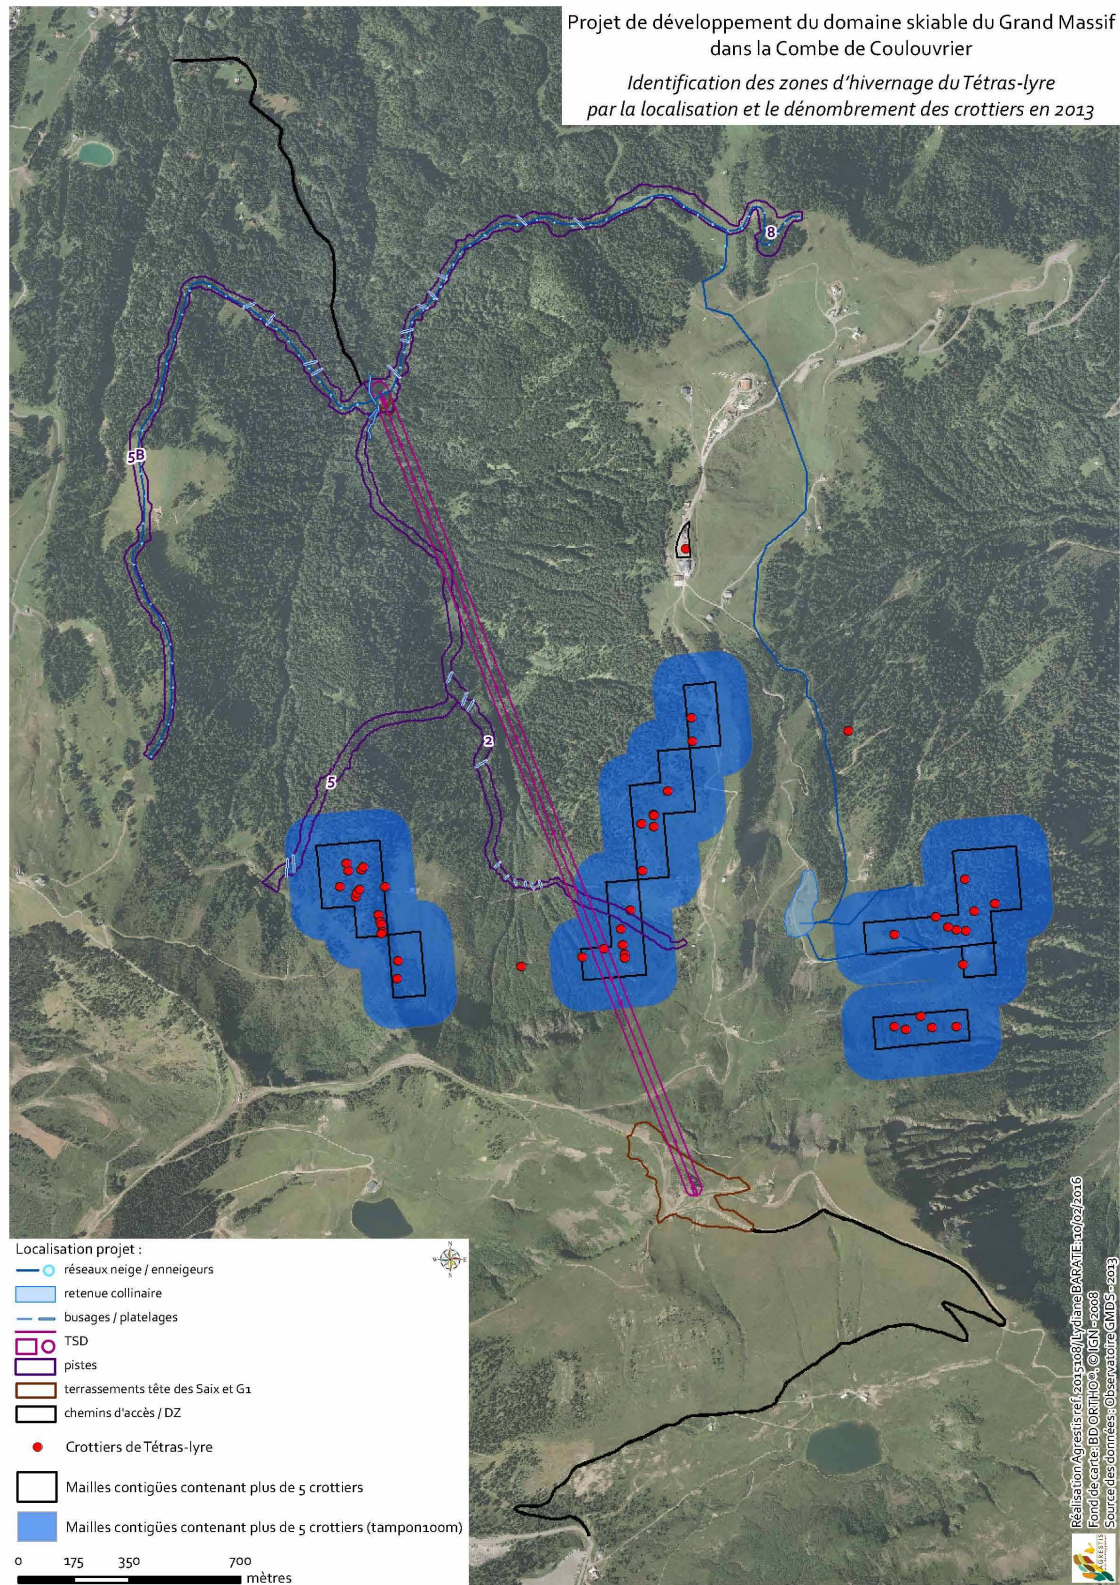 Projet de développement du domaine skiable du Grand Massif
dans la Combe de Coulouvrier
Identification des zones d'hivernage du Tétras-lyre
par la localisation et le dénombrement des crottiers en 2013
8
5B
2
5
Localisation projet :
réseaux neige / enneigeurs
retenue collinaire
busages / platelages
TSD
pistes
terrassements tête des Saix et G1
chemins d'accès / DZ
Crottiers de Tétras-lyre
Mailles contigües contenant plus de 5 crottiers
Mailles contigües contenant plus de 5 crottiers (tampon100m)
0 175 350 700
mètres
N
E
S
W
Réalisation Agrestis ref.2015108/ Lydiane BARATE:10/02/2016
Fond de carte: BD ORTHO®, © IGN - 2008
Source des données : Observatoire GMDS - 2013
AGRESTIS